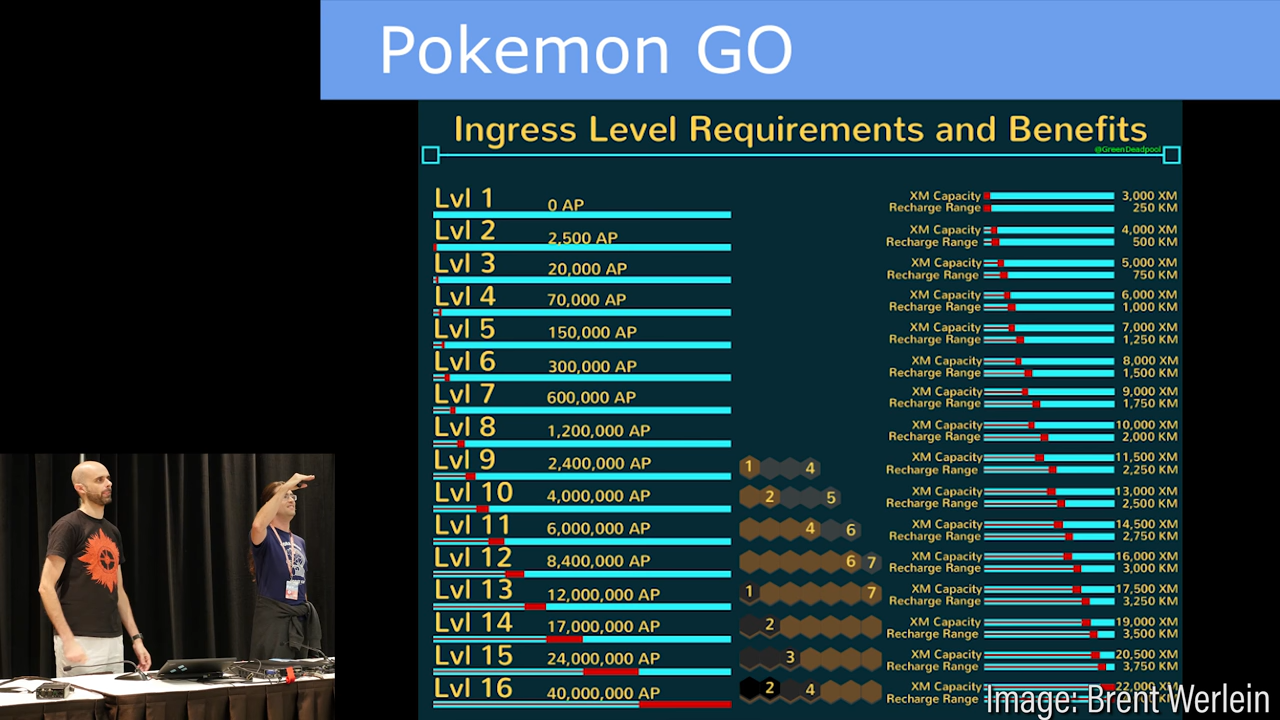 Pokemon GO
Ingress Level Requirements and Benefits
@GreenDeadpool
Lvl 1 0 AP XM Capacity 3,000 XM
Recharge Range 250 KM
Lvl 2 2,500 AP XM Capacity 4,000 XM
Recharge Range 500 KM
Lvl 3 20,000 AP XM Capacity 5,000 XM
Recharge Range 750 KM
Lvl 4 70,000 AP XM Capacity 6,000 XM
Recharge Range 1,000 KM
Lvl 5 150,000 AP XM Capacity 7,000 XM
Recharge Range 1,250 KM
Lvl 6 300,000 AP XM Capacity 8,000 XM
Recharge Range 1,500 KM
Lvl 7 600,000 AP XM Capacity 9,000 XM
Recharge Range 1,750 KM
Lvl 8 1,200,000 AP XM Capacity 10,000 XM
Recharge Range 2,000 KM
Lvl 9 2,400,000 AP 1 4 XM Capacity 11,500 XM
Recharge Range 2,250 KM
Lvl 10 4,000,000 AP 2 5 XM Capacity 13,000 XM
Recharge Range 2,500 KM
Lvl 11 6,000,000 AP 4 6 XM Capacity 14,500 XM
Recharge Range 2,750 KM
Lvl 12 8,400,000 AP 6 7 XM Capacity 16,000 XM
Recharge Range 3,000 KM
Lvl 13 12,000,000 AP 1 7 XM Capacity 17,500 XM
Recharge Range 3,250 KM
Lvl 14 17,000,000 AP 2 XM Capacity 19,000 XM
Recharge Range 3,500 KM
Lvl 15 24,000,000 AP 3 XM Capacity 20,500 XM
Recharge Range 3,750 KM
Lvl 16 40,000,000 AP 2 4 XM Capacity 22,000 XM
Recharge Range
Image: Brent Werlein